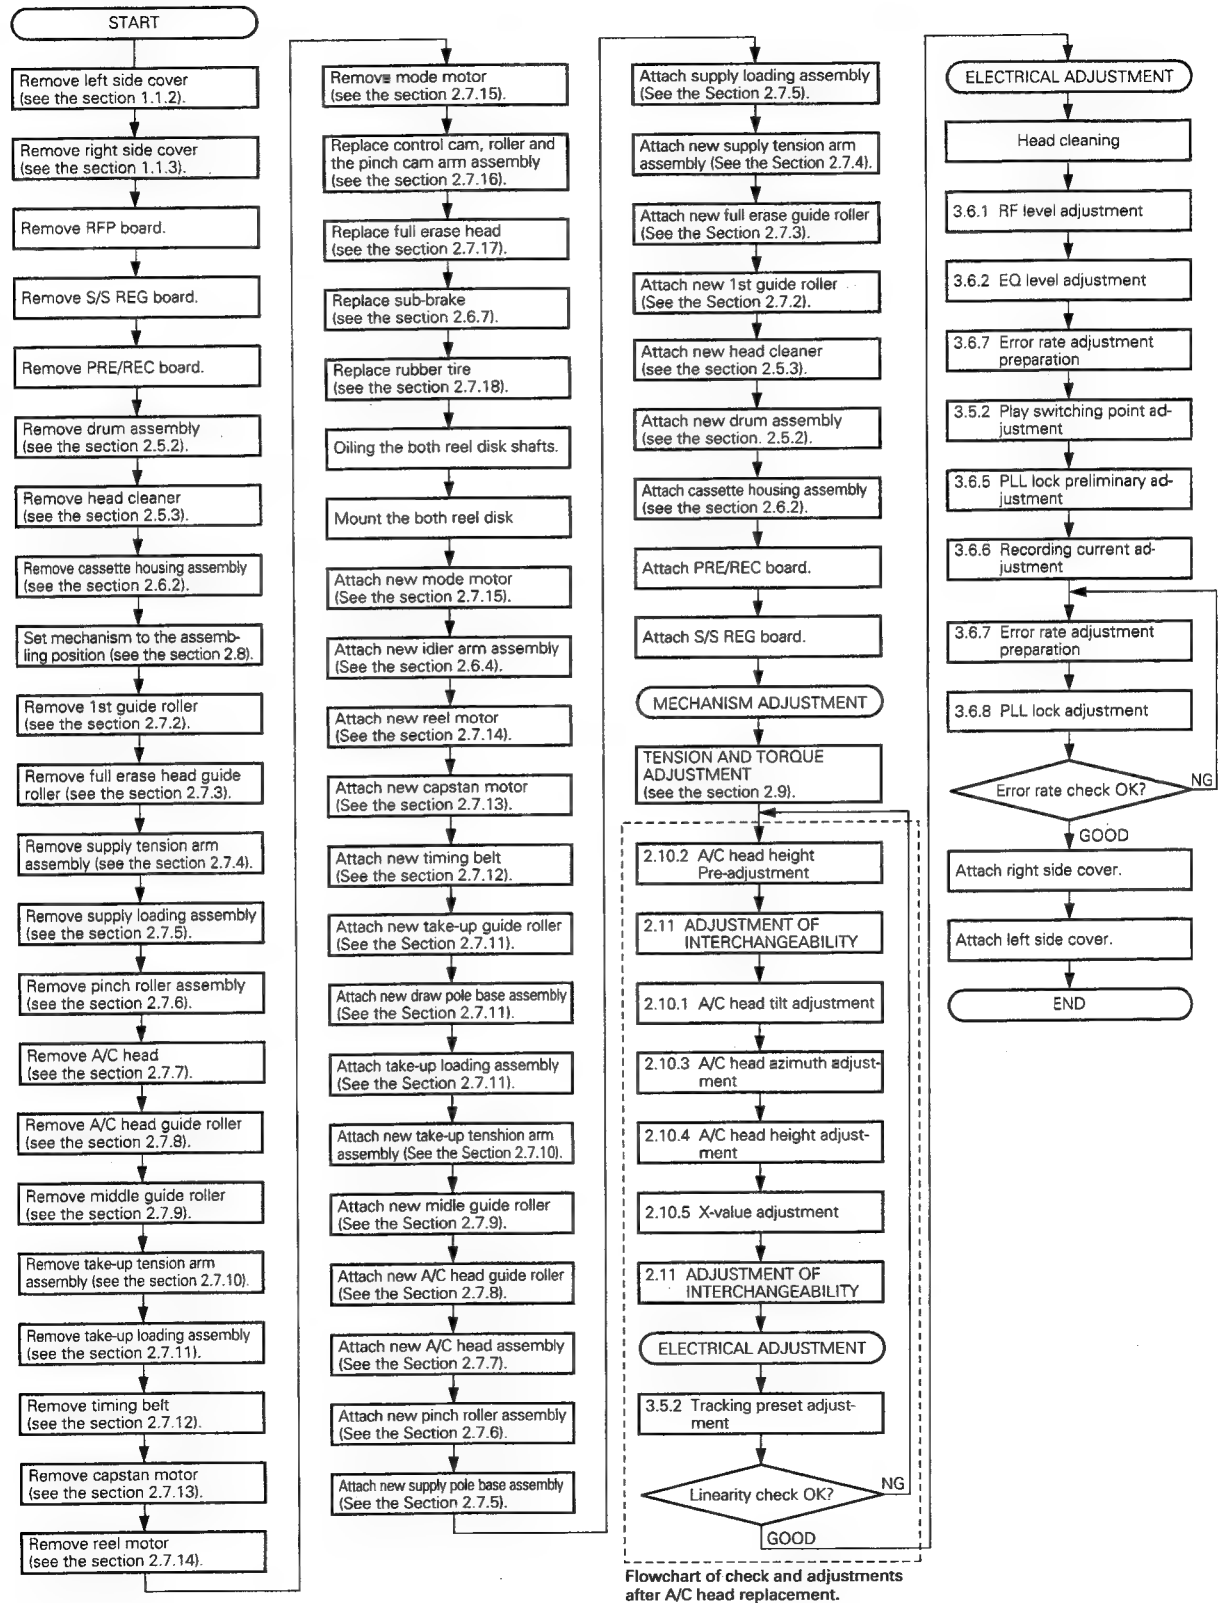 START
Remove left side cover
(see the section 1.1.2)
Remove right side cover
(see the section 1.1.3)
Remove RFP board.
Remove S/S REG board.
Remove PRE/REC board.
Remove drum assembly
(see the section 2.5.2).
Remove head cleaner
(see the section 2.5.3).
Remove cassette housing assembly
(see the section 2.6.2).
Set mechanism to the assemb-
ling position (see the section 2.8).
Remove 1st guide roller
(see the section 2.7.2).
Remove full erase head guide
roller (see the section 2.7.3).
Remove supply tension arm
assembly (see the section 2.7.4).
Remove supply loading assembly
(see the section 2.7.5).
Remove pinch roller assembly
(see the section 2.7.6).
Remove A/C head
(see the section 2.7.7).
Remove A/C head guide roller
(see the section 2.7.8).
Remove middle guide roller
(see the section 2.7.9).
Remove take-up tension arm
assembly (see the section 2.7.10).
Remove take-up loading assembly
(see the section 2.7.11).
Remove timing belt
(see the section 2.7.12).
Remove capstan motor
(see the section 2.7.13).
Remove reel motor
(see the section 2.7.14).
Remove mode motor
(see the section 2.7.15).
Replace control cam, roller and
the pinch cam arm assembly
(see the section 2.7.16).
Replace full erase head
(see the section 2.7.17).
Replace sub-brake
(see the section 2.6.7).
Replace rubber tire
(see the section 2.7.18).
Oiling the both reel disk shafts.
Mount the both reel disk
Attach new mode motor
(See the section 2.7.15).
Attach new idler arm assembly
(See the Section 2.6.4).
Attach new reel motor
(See the Section 2.7.14).
Attach new capstan motor
(See the Section 2.7.13).
Attach new timing belt
(See the Section 2.7.12).
Attach new take-up guide roller
(See the Section 2.7.11).
Attach new draw pole base assembly
(See the Section 2.7.11).
Attach take-up loading assembly
(See the Section 2.7.11).
Attach new take-up tenshion arm
assembly (See the Section 2.7.10).
Attach new midle guide roller
(See the Section 2.7.9).
Attach new A/C head guide roller
(See the Section 2.7.8).
Attach new A/C head assembly
(See the Section 2.7.7).
Attach new pinch roller assembly
(See the Section 2.7.6).
Attach new supply pole base assembly
(See the Section 2.7.5).
Attach supply loading assembly
(See the Section 2.7.5).
Attach new supply tension arm
assembly (See the Section 2.7.4).
Attach new full erase guide roller
(See the Section 2.7.3).
Attach new 1st guide roller
(See the Section 2.7.2).
Attach new head cleaner
(see the section 2.5.3).
Attach new drum assembly
(see the section. 2.5.2).
Attach cassette housing assembly
(see the section 2.6.2).
Attach PRE/REC board.
Attach S/S REG board.
MECHANISM ADJUSTMENT
TENSION AND TORQUE
ADJUSTMENT
(see the section 2.9).
2.10.2 A/C head height
Pre-adjustment
2.11 ADJUSTMENT OF
INTERCHANGEABILITY
2.10.1 A/C head tilt adjustment
2.10.3 A/C head azimuth adjust-
ment
2.10.4 A/C head height adjust-
ment
2.10.5 X-value adjustment
2.11 ADJUSTMENT OF
INTERCHANGEABILITY
ELECTRICAL ADJUSTMENT
3.5.2 Tracking preset adjust-
ment
Linearity check OK?
NG
GOOD
Flowchart of check and adjustments
after A/C head replacement.
ELECTRICAL ADJUSTMENT
Head cleaning
3.6.1 RF level adjustment
3.6.2 EQ level adjustment
3.6.7 Error rate adjustment
preparation
3.5.2 Play switching point ad-
justment
3.6.5 PLL lock preliminary ad-
justment
3.6.6 Recording current ad-
justment
3.6.7 Error rate adjustment
preparation
3.6.8 PLL lock adjustment
Error rate check OK?
NG
GOOD
Attach right side cover.
Attach left side cover.
END